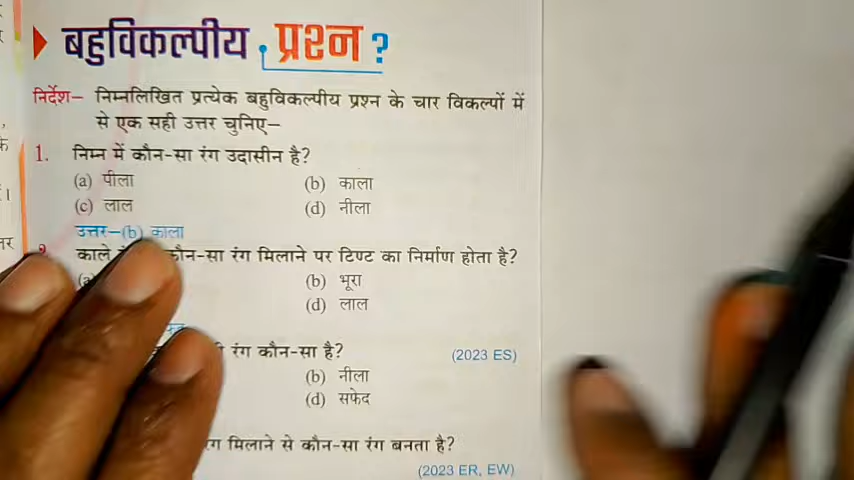 बहुविकल्पीय प्रश्न ?
निर्देश– निम्नलिखित प्रत्येक बहुविकल्पीय प्रश्न के चार विकल्पों में
से एक सही उत्तर चुनिए–
1. निम्न में कौन-सा रंग उदासीन है?
(a) पीला (b) काला
(c) लाल (d) नीला
उत्तर–(b) काला
काले कौन-सा रंग मिलाने पर टिण्ट का निर्माण होता है?
(b) भूरा
(d) लाल
रंग कौन-सा है? (2023 ES)
(b) नीला
(d) सफेद
मिलाने से कौन-सा रंग बनता है?
(2023 ER, EW)